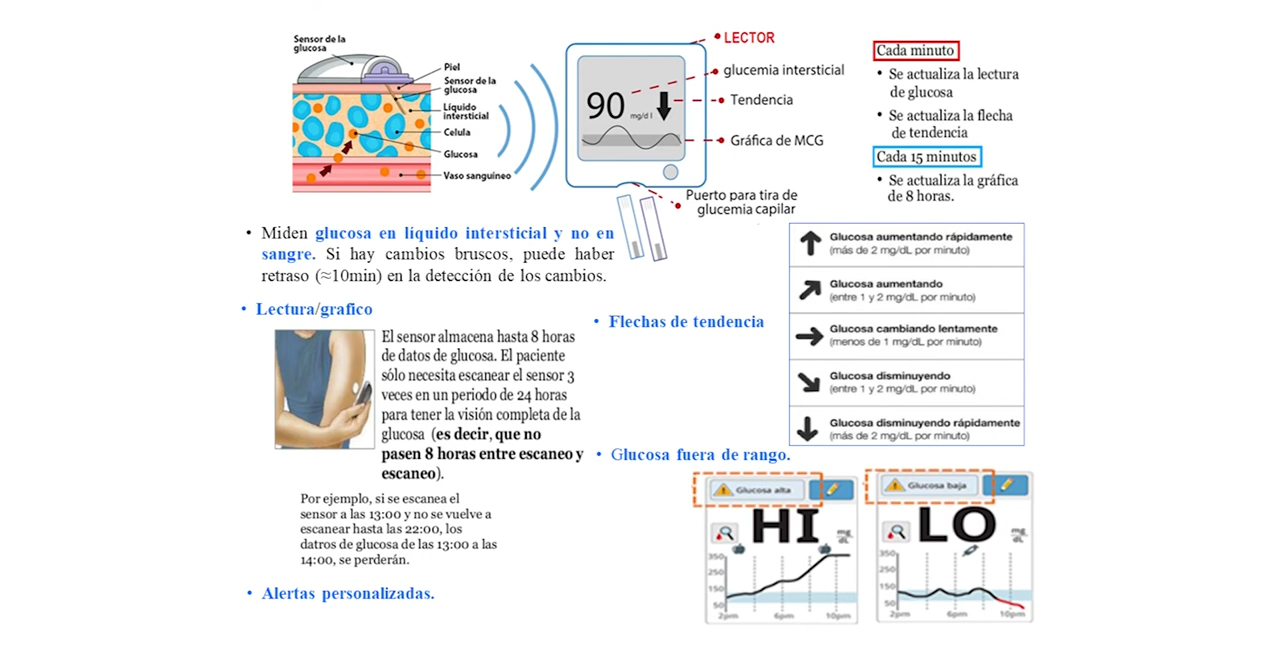 Sensor de la
glucosa
Piel
Sensor de la
glucosa
Líquido
intersticial
Celula
Glucosa
Vaso sanguíneo
90
mg/d l
• LECTOR
glucemia intersticial
Tendencia
Gráfica de MCG
Puerto para tira de
glucemia capilar
Cada minuto
• Se actualiza la lectura
de glucosa
• Se actualiza la flecha
de tendencia
Cada 15 minutos
• Se actualiza la gráfica
de 8 horas.
• Miden glucosa en líquido intersticial y no en
sangre. Si hay cambios bruscos, puede haber
retraso (≈10min) en la detección de los cambios.
• Lectura/grafico
El sensor almacena hasta 8 horas
de datos de glucosa. El paciente
sólo necesita escanear el sensor 3
veces en un periodo de 24 horas
para tener la visión completa de la
glucosa (es decir, que no
pasen 8 horas entre escaneo y
escaneo).
Por ejemplo, si se escanea el
sensor a las 13:00 y no se vuelve a
escanear hasta las 22:00, los
datros de glucosa de las 13:00 a las
14:00, se perderán.
• Alertas personalizadas.
• Flechas de tendencia
Glucosa aumentando rápidamente
(más de 2 mg/dL por minuto)
Glucosa aumentando
(entre 1 y 2 mg/dL por minuto)
Glucosa cambiando lentamente
(menos de 1 mg/dL por minuto)
Glucosa disminuyendo
(entre 1 y 2 mg/dL por minuto)
Glucosa disminuyendo rápidamente
(más de 2 mg/dL por minuto)
• Glucosa fuera de rango.
Glucosa alta
HI
mg
dL
350
250
150
50
2pm 6pm 10pm
Glucosa baja
LO
mg
dL
350
250
150
50
2pm 6pm 10pm